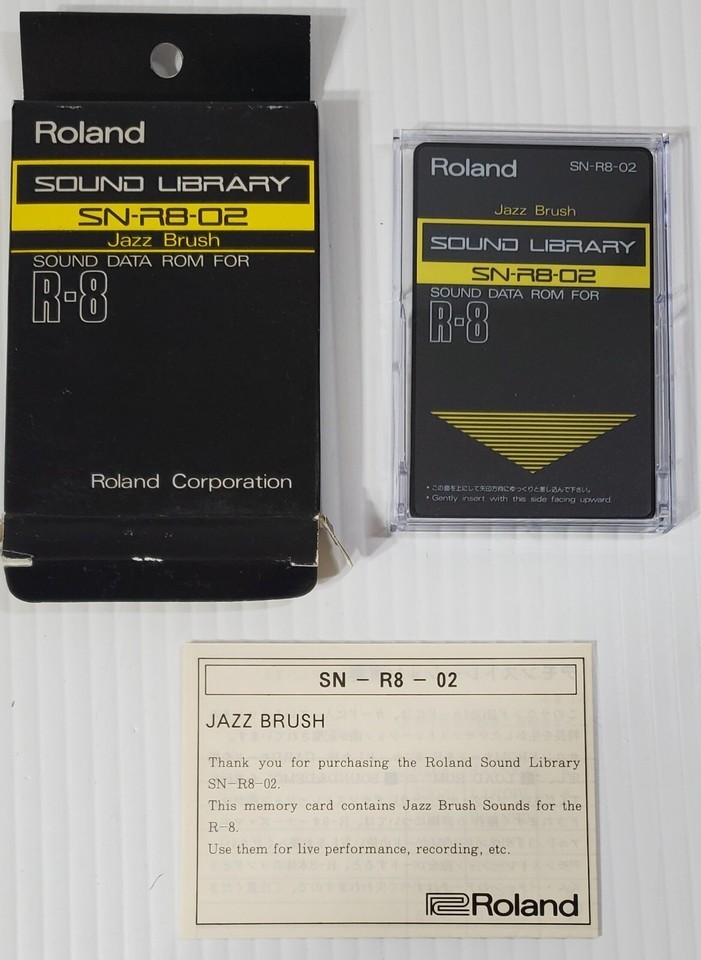 Roland
SOUND LIBRARY
SN-R8-02
Jazz Brush
SOUND DATA ROM FOR
R-8
Roland Corporation
Roland SN-R8-02
Jazz Brush
SOUND LIBRARY
SN-R8-02
SOUND DATA ROM FOR
R-8
• この面を上にして矢印方向にゆっくりと差し込んで下さい。
• Gently insert with this side facing upward.
SN - R8 - 02
JAZZ BRUSH
Thank you for purchasing the Roland Sound Library
SN-R8-02.
This memory card contains Jazz Brush Sounds for the
R-8.
Use them for live performance, recording, etc.
Roland